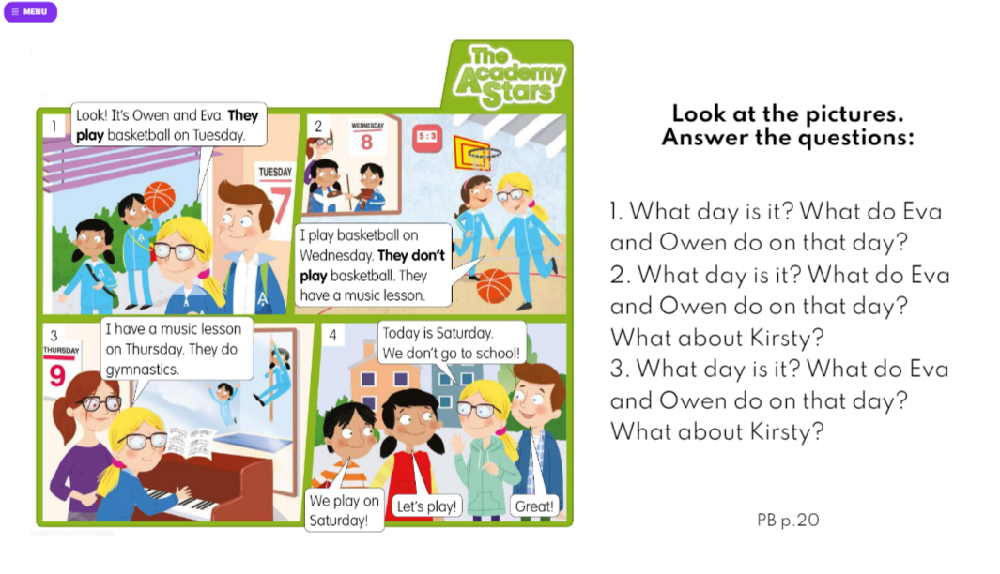 MENU
The
Academy
Stars
1
Look! It's Owen and Eva. They
play basketball on Tuesday.
TUESDAY
7
2
WEDNESDAY
8
5:3
I play basketball on
Wednesday. They don't
play basketball. They
have a music lesson.
3
THURSDAY
9
I have a music lesson
on Thursday. They do
gymnastics.
4
Today is Saturday.
We don't go to school!
We play on
Saturday!
Let's play!
Great!
Look at the pictures.
Answer the questions:
1. What day is it? What do Eva
and Owen do on that day?
2. What day is it? What do Eva
and Owen do on that day?
What about Kirsty?
3. What day is it? What do Eva
and Owen do on that day?
What about Kirsty?
PB p.20